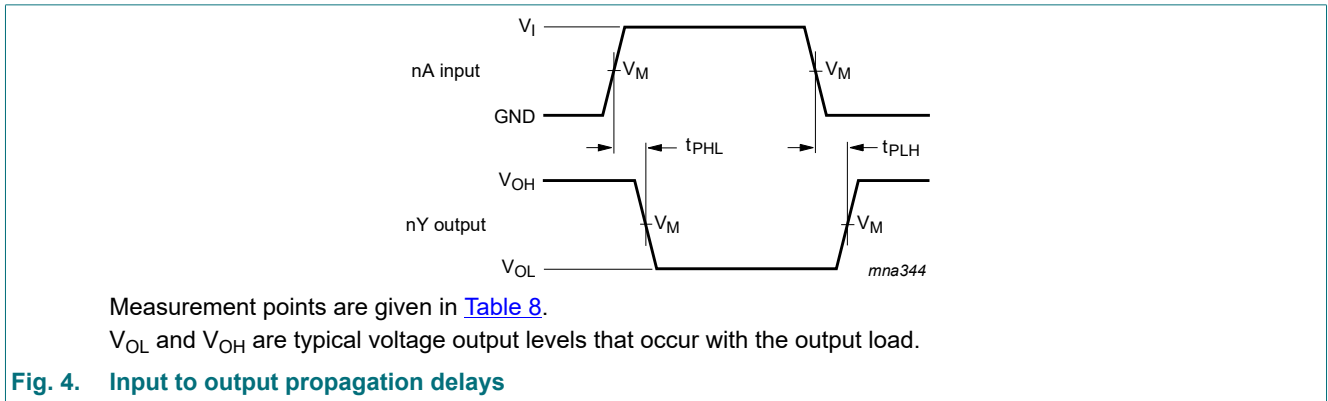 V_I
nA input
V_M
V_M
GND
t_PHL
t_PLH
V_OH
nY output
V_M
V_M
V_OL
mna344
Measurement points are given in Table 8.
V_OL and V_OH are typical voltage output levels that occur with the output load.
Fig. 4. Input to output propagation delays